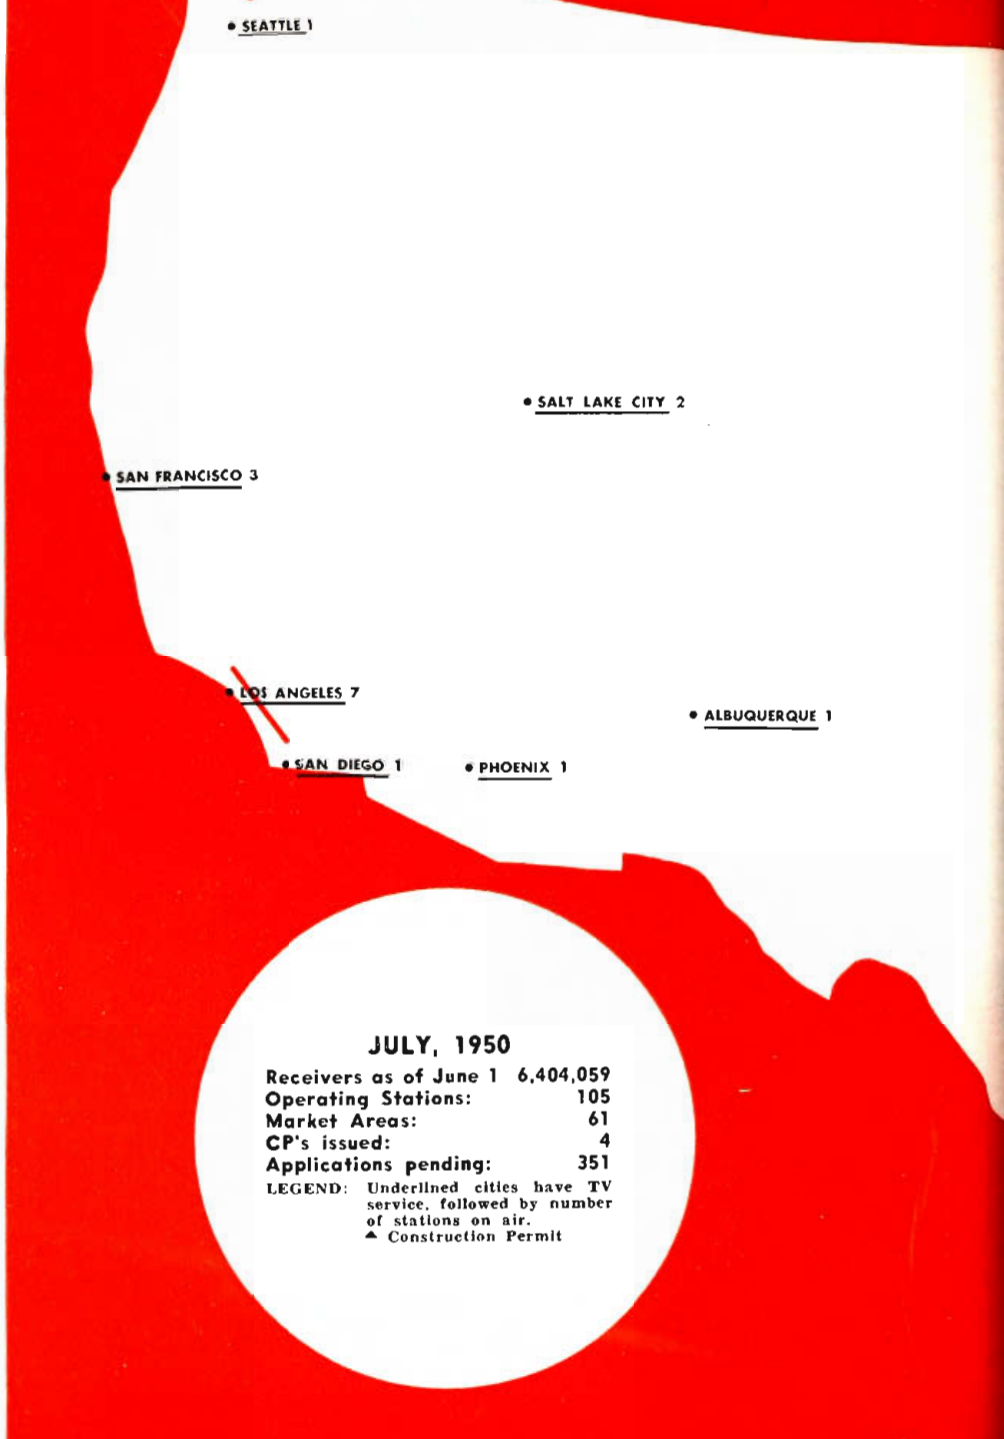 SEATTLE 1
SALT LAKE CITY 2
SAN FRANCISCO 3
LOS ANGELES 7
ALBUQUERQUE 1
SAN DIEGO 1
PHOENIX 1
JULY, 1950
Receivers as of June 1 6,404,059
Operating Stations: 105
Market Areas: 61
CP's issued: 4
Applications pending: 351
LEGEND: Underlined cities have TV
service, followed by number
of stations on air.
▲ Construction Permit